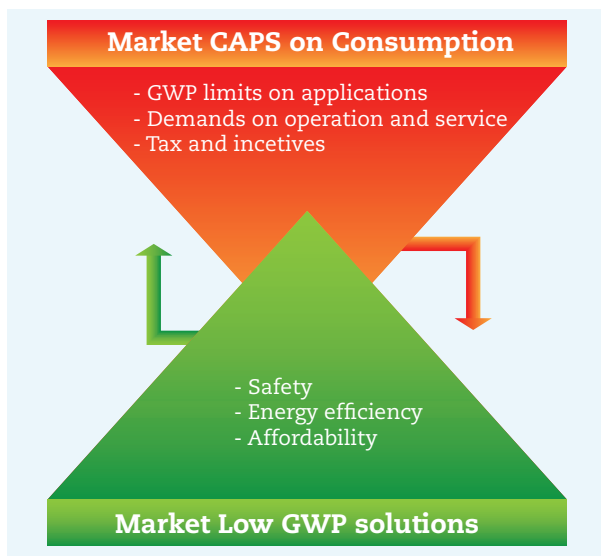 Market CAPS on Consumption
- GWP limits on applications
- Demands on operation and service
- Tax and incetives
- Safety
- Energy efficiency
- Affordability
Market Low GWP solutions